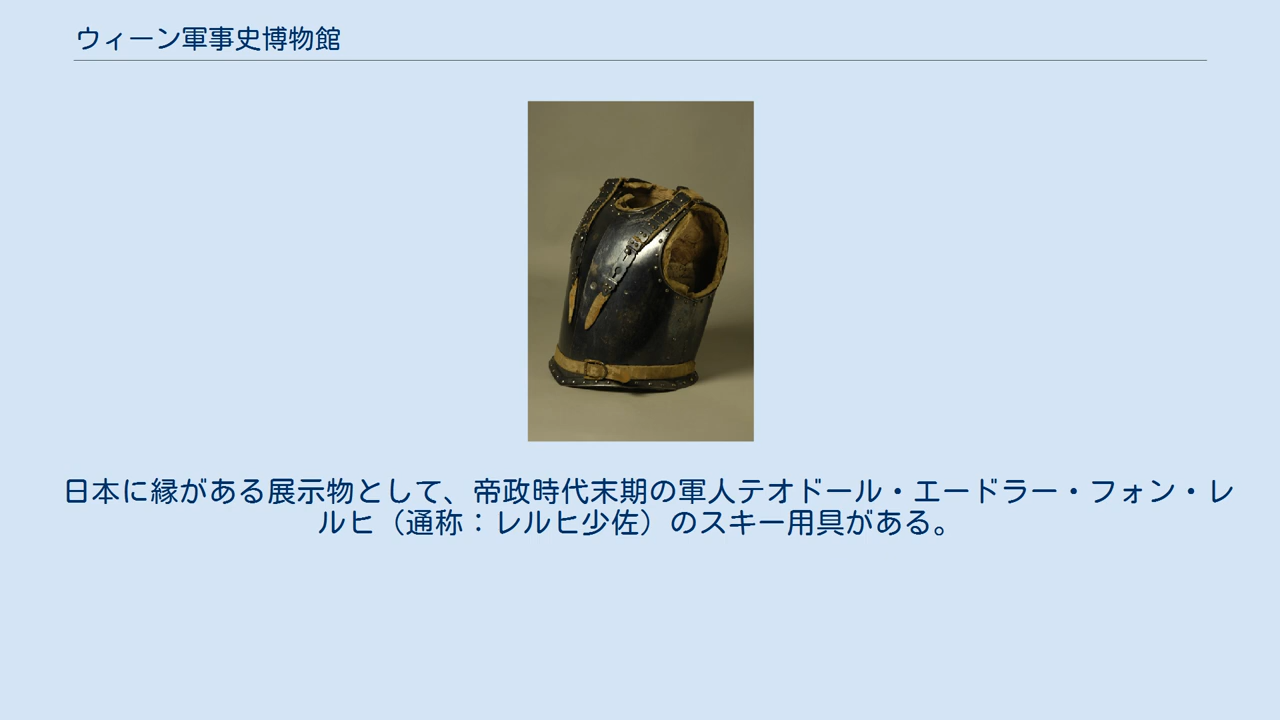 ウィーン軍事史博物館
日本に縁がある展示物として、帝政時代末期の軍人テオドール・エードラー・フォン・レ
ルヒ（通称：レルヒ少佐）のスキー用具がある。